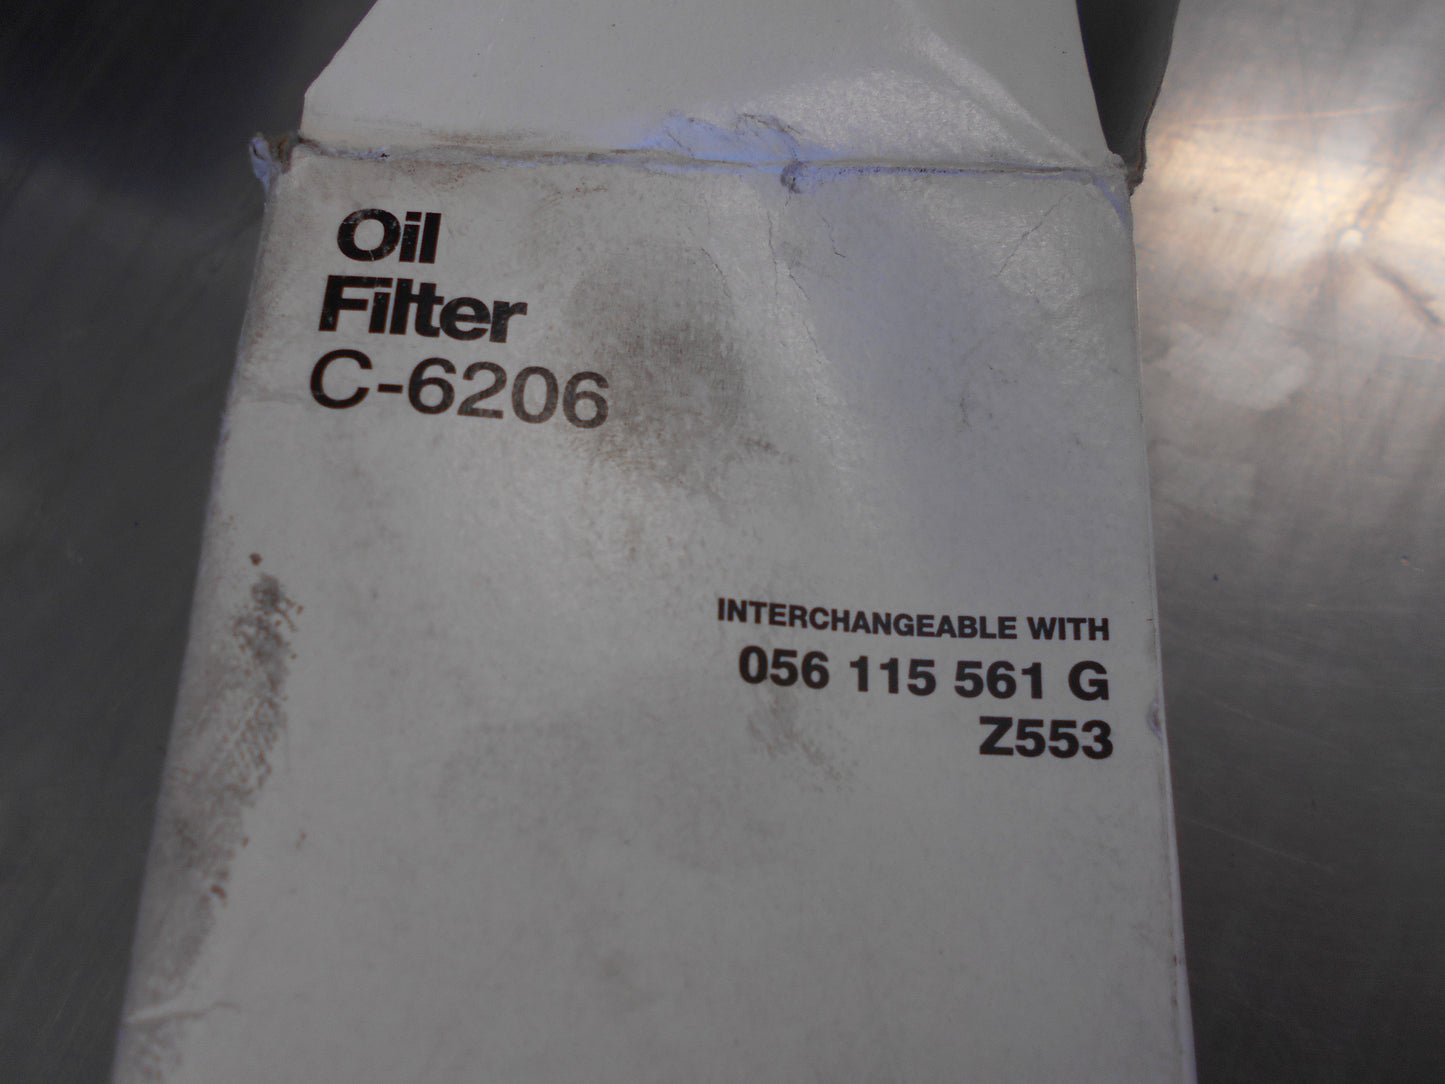 Oil
Filter
C-6206
INTERCHANGEABLE WITH
056 115 561 G
Z553